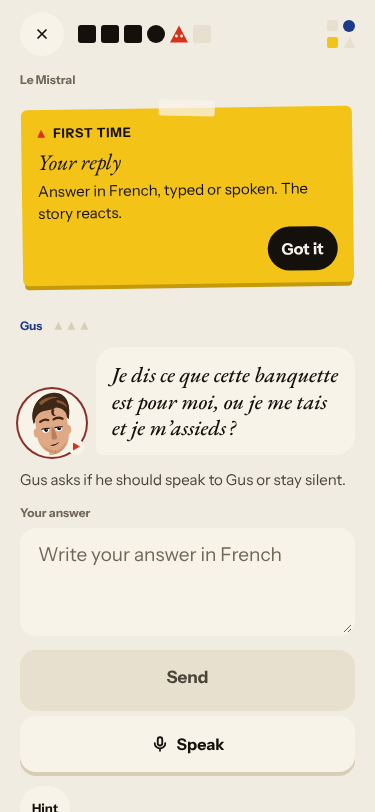 Le Mistral
FIRST TIME
Your reply
Answer in French, typed or spoken. The
story reacts.
Got it
Gus
Je dis ce que cette banquette
est pour moi, ou je me tais
et je m’assieds ?
Gus asks if he should speak to Gus or stay silent.
Your answer
Write your answer in French
Send
Speak
Hint